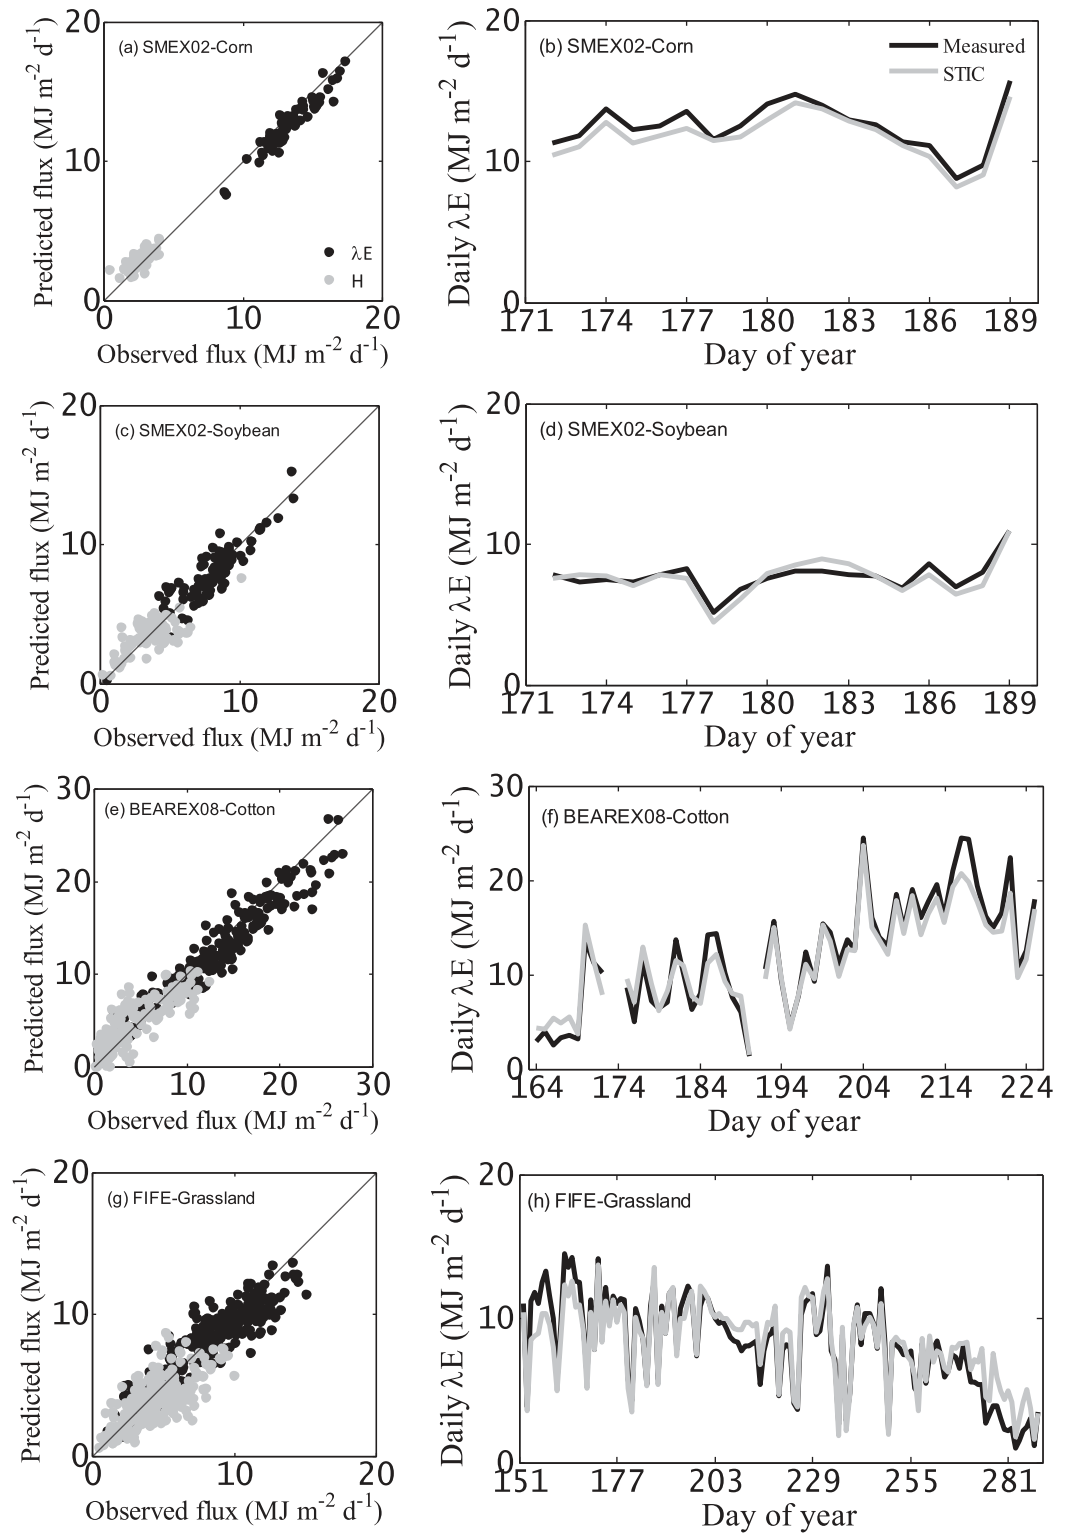 (a) SMEX02-Corn
Predicted flux (MJ m-2 d-1)
20
10
0
λE
H
0 10 20
Observed flux (MJ m-2 d-1)
(b) SMEX02-Corn
Measured
STIC
Daily λE (MJ m-2 d-1)
20
10
0
171 174 177 180 183 186 189
Day of year
(c) SMEX02-Soybean
Predicted flux (MJ m-2 d-1)
20
10
0
0 10 20
Observed flux (MJ m-2 d-1)
(d) SMEX02-Soybean
Daily λE (MJ m-2 d-1)
20
10
0
171 174 177 180 183 186 189
Day of year
(e) BEAREX08-Cotton
Predicted flux (MJ m-2 d-1)
30
20
10
0
0 10 20 30
Observed flux (MJ m-2 d-1)
(f) BEAREX08-Cotton
Daily λE (MJ m-2 d-1)
30
20
10
0
164 174 184 194 204 214 224
Day of year
(g) FIFE-Grassland
Predicted flux (MJ m-2 d-1)
20
10
0
0 10 20
Observed flux (MJ m-2 d-1)
(h) FIFE-Grassland
Daily λE (MJ m-2 d-1)
20
10
0
151 177 203 229 255 281
Day of year